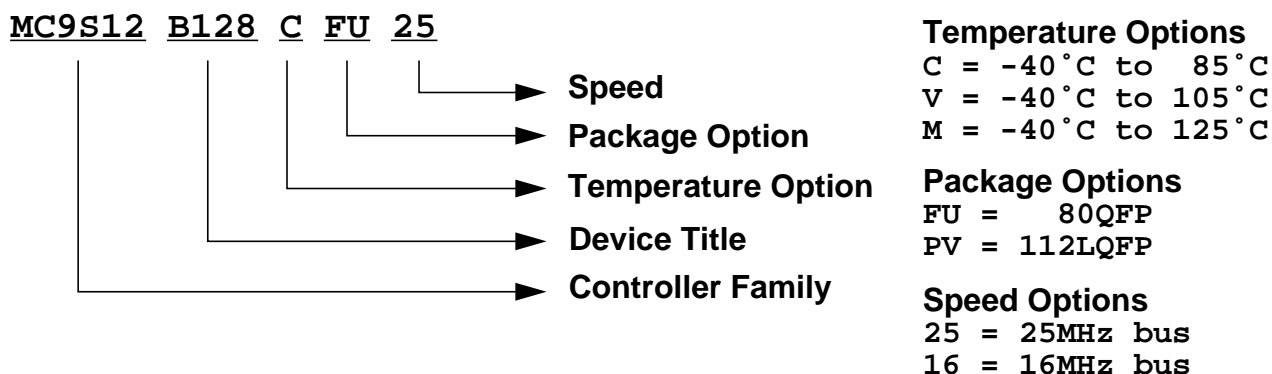 MC9S12 B128 C FU 25
Speed
Package Option
Temperature Option
Device Title
Controller Family
Temperature Options
C = -40˚C to  85˚C
V = -40˚C to 105˚C
M = -40˚C to 125˚C
Package Options
FU =   80QFP
PV = 112LQFP
Speed Options
25 = 25MHz bus
16 = 16MHz bus